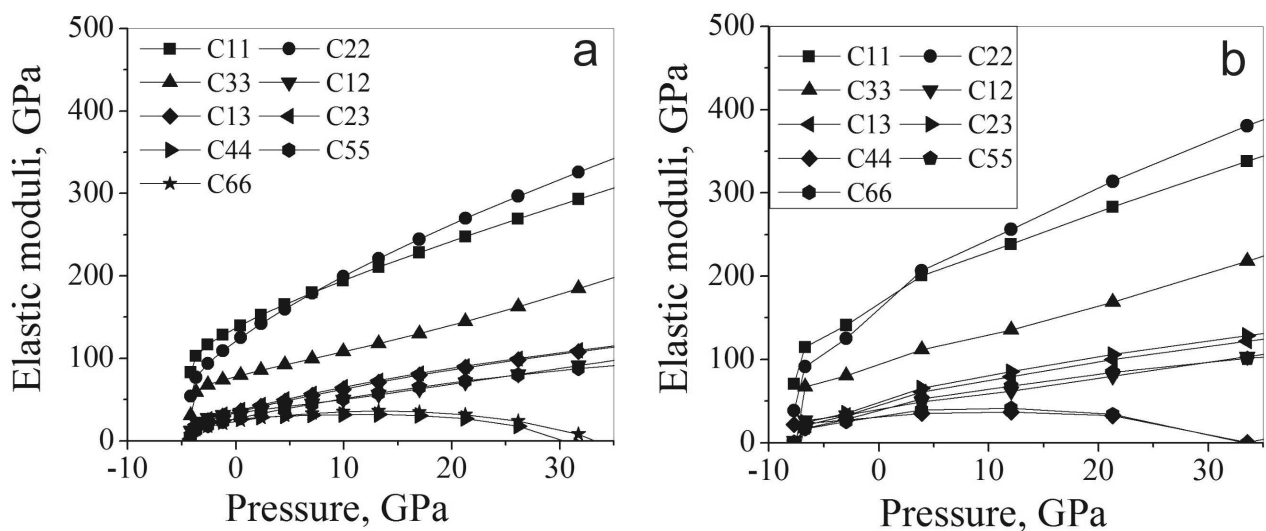 a
C11 C22
C33 C12
C13 C23
C44 C55
C66
Elastic moduli, GPa
500
400
300
200
100
0
-10 0 10 20 30
Pressure, GPa
b
C11 C22
C33 C12
C13 C23
C44 C55
C66
Elastic moduli, GPa
500
400
300
200
100
0
-10 0 10 20 30
Pressure, GPa